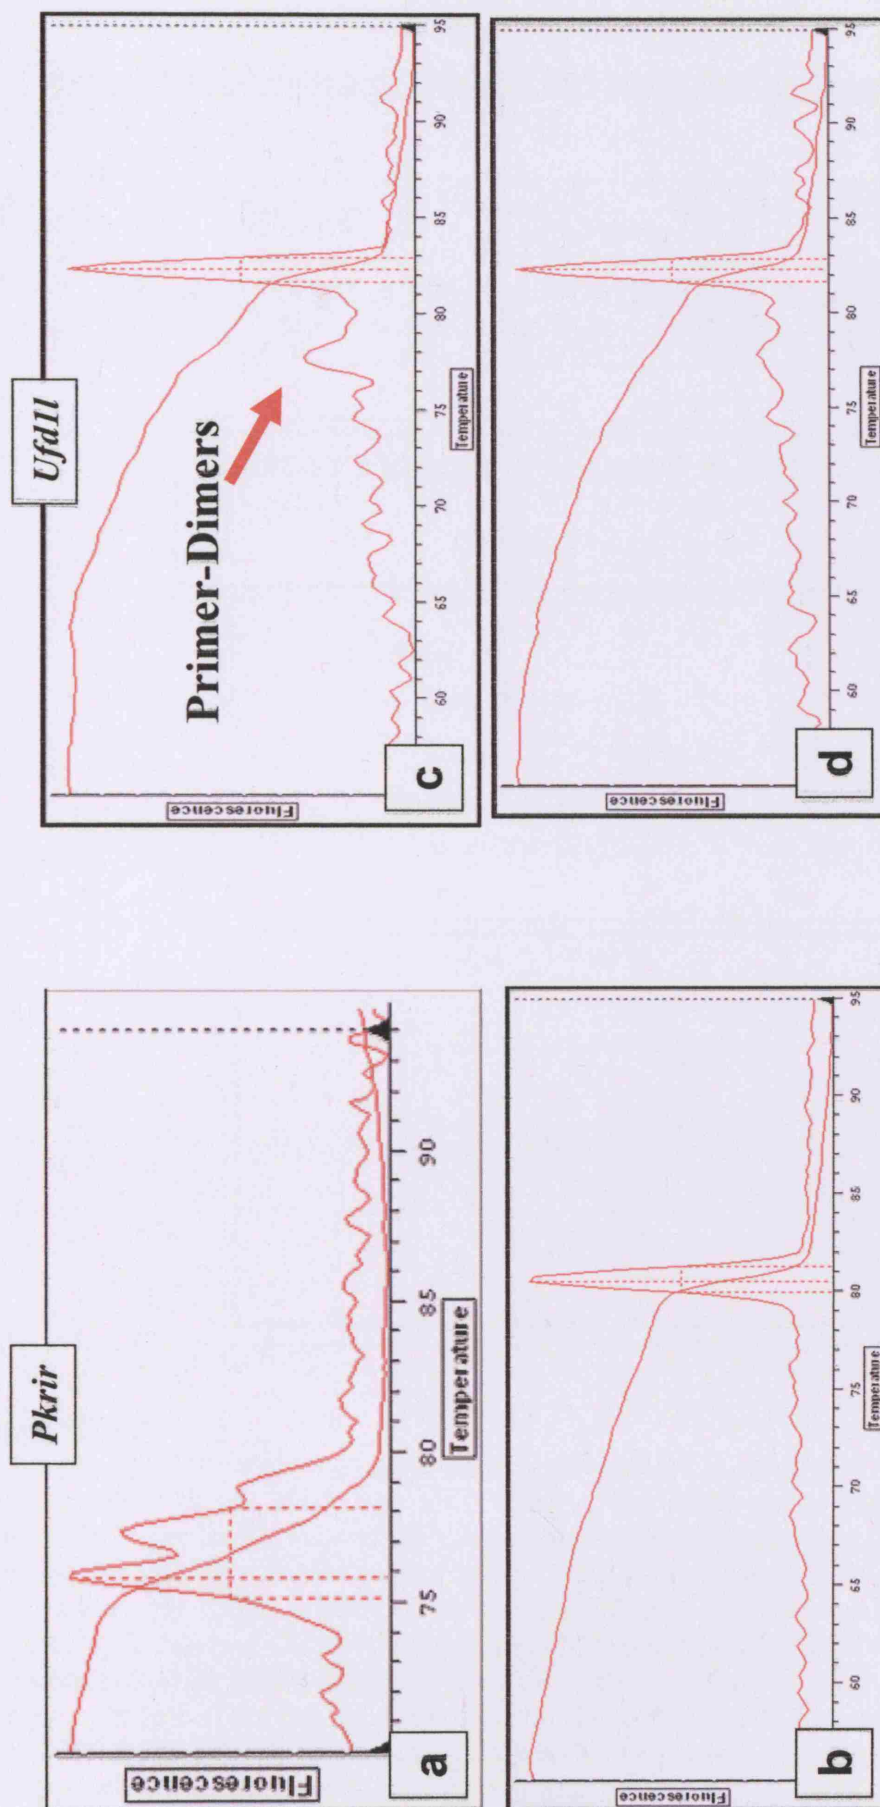 Pkrir
Ufd1l
Fluorescence
a
75 80 85 90
Temperature
Primer-Dimers
Fluorescence
c
60 65 70 75 80 85 90 95
Temperature
Fluorescence
b
60 65 70 75 80 85 90 95
Temperature
Fluorescence
d
60 65 70 75 80 85 90 95
Temperature